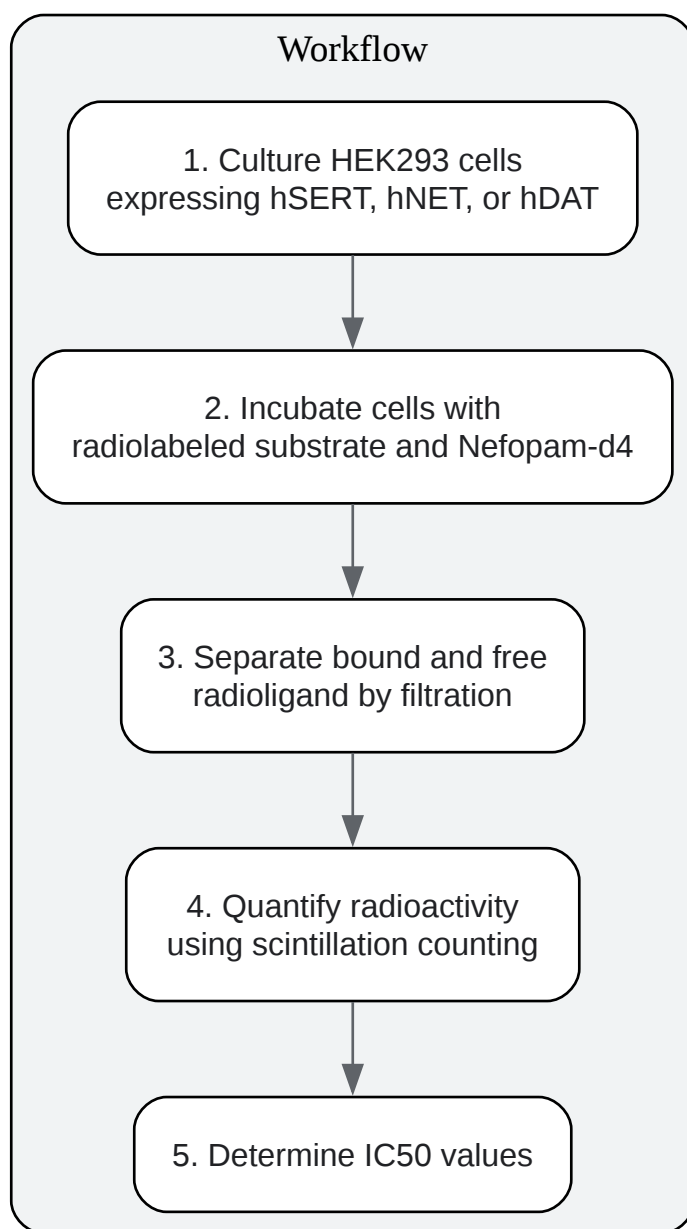 Workflow
1. Culture HEK293 cells
expressing hSERT, hNET, or hDAT
2. Incubate cells with
radiolabeled substrate and Nefopam-d4
3. Separate bound and free
radioligand by filtration
4. Quantify radioactivity
using scintillation counting
5. Determine IC50 values